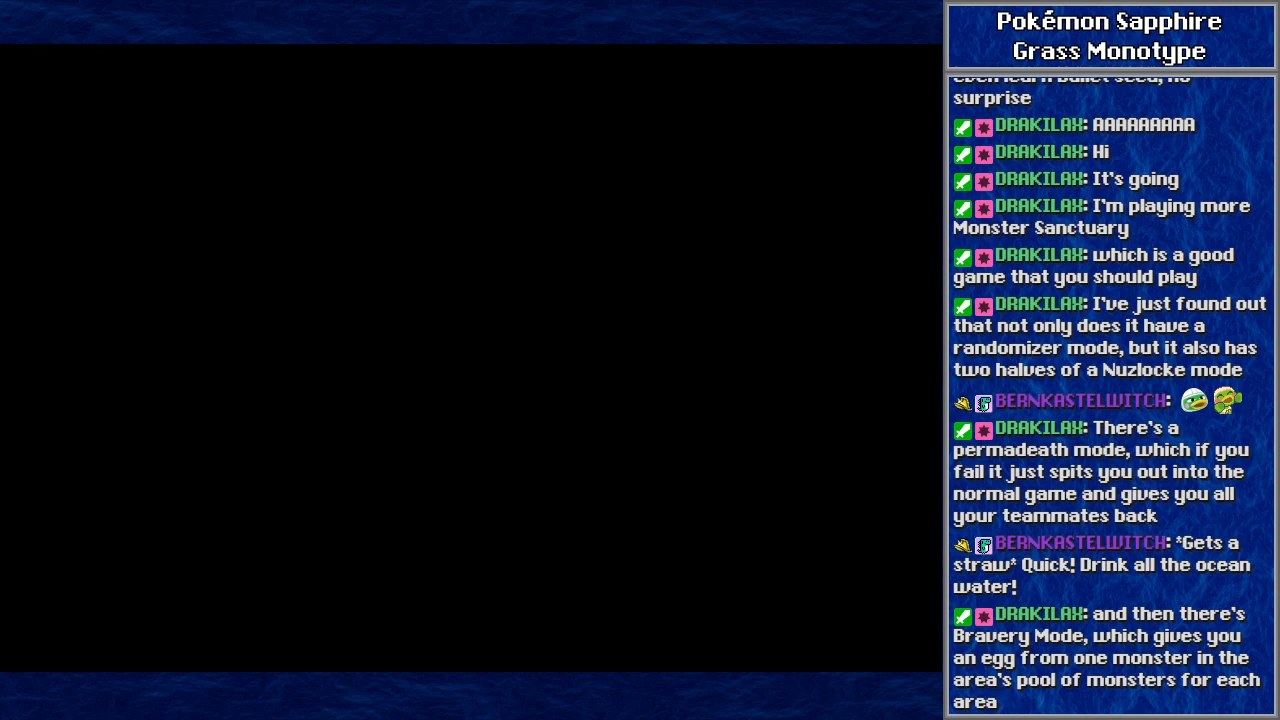 Pokémon Sapphire
Grass Monotype
even learn bullet seed, no
surprise
DRAKILAX: AAAAAAAAA
DRAKILAX: Hi
DRAKILAX: It's going
DRAKILAX: I'm playing more
Monster Sanctuary
DRAKILAX: which is a good
game that you should play
DRAKILAX: I've just found out
that not only does it have a
randomizer mode, but it also has
two halves of a Nuzlocke mode
BERNKASTELWITCH:
DRAKILAX: There's a
permadeath mode, which if you
fail it just spits you out into the
normal game and gives you all
your teammates back
BERNKASTELWITCH: *Gets a
straw* Quick! Drink all the ocean
water!
DRAKILAX: and then there's
Bravery Mode, which gives you
an egg from one monster in the
area's pool of monsters for each
area